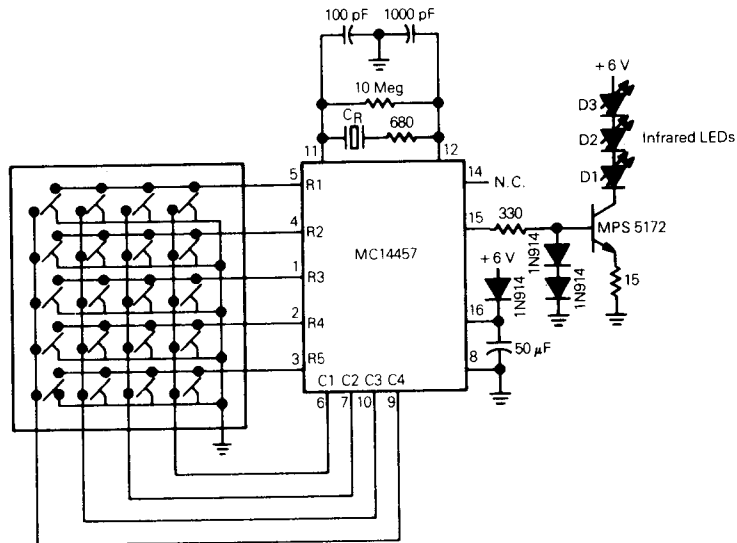 100 pF
1000 pF
10 Meg
CR
680
11
12
+ 6 V
D3
D2
Infrared LEDs
D1
5
R1
14
N.C.
4
R2
15
330
MPS 5172
1
R3
MC14457
+ 6 V
1N914
1N914
1N914
15
2
R4
16
50 μF
3
R5
8
C1 C2 C3 C4
6 7 10 9